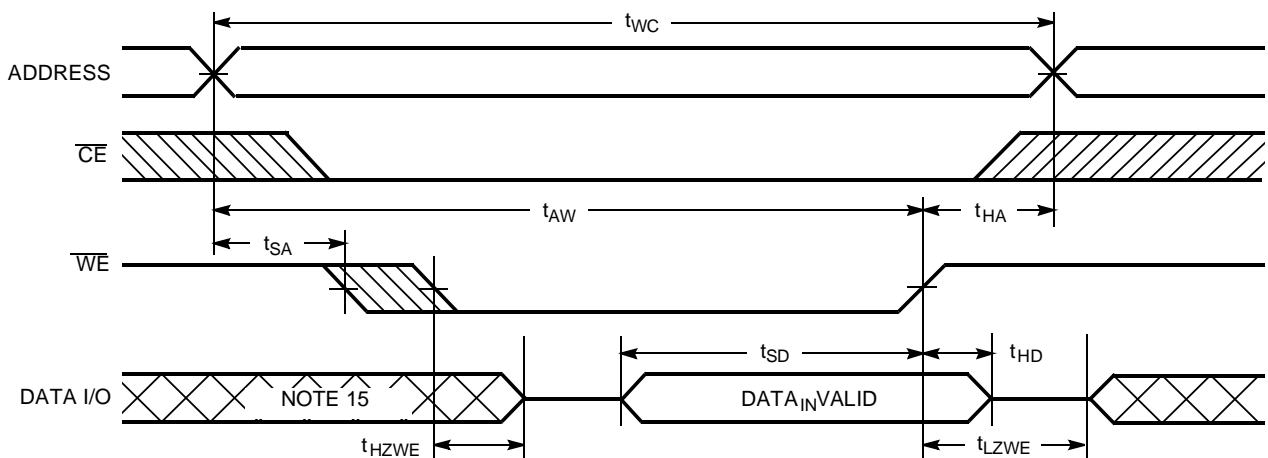 tWC
ADDRESS
CE
tAW
tHA
tSA
WE
tSD
tHD
DATA I/O
NOTE 15
DATAINVALID
tHZWE
tLZWE